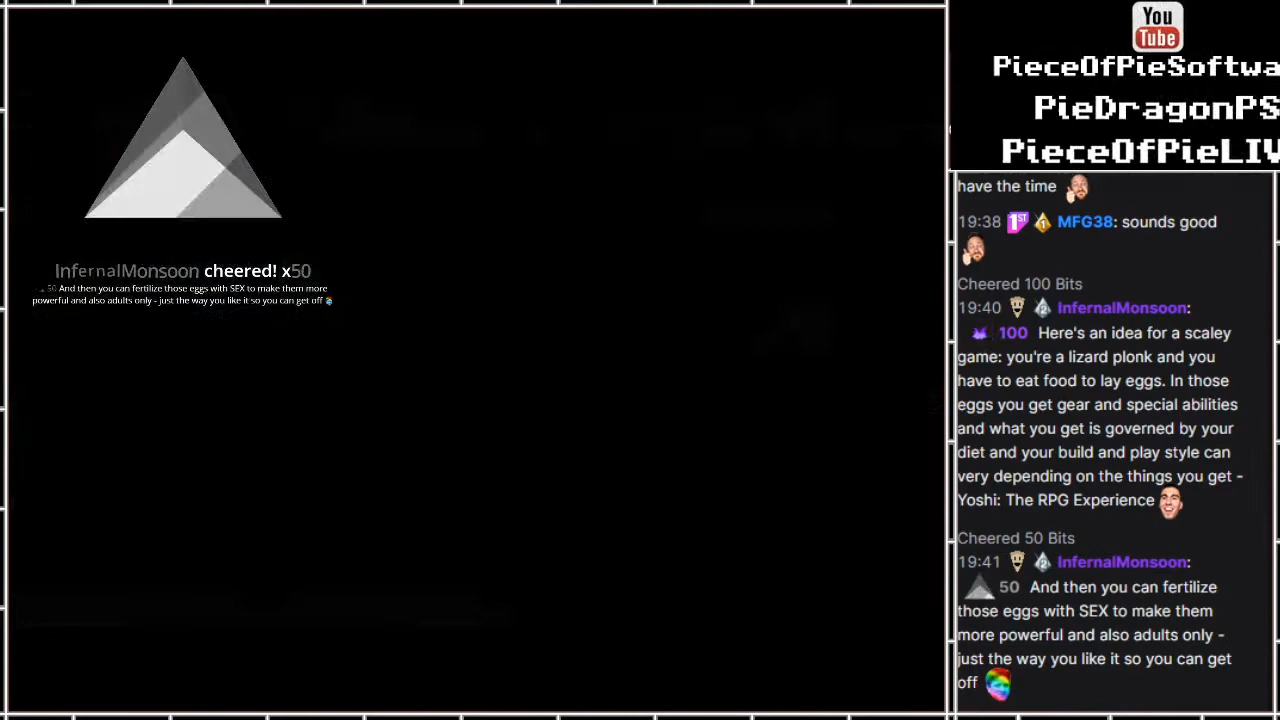 InfernalMonsoon cheered! x50
50 And then you can fertilize those eggs with SEX to make them more
powerful and also adults only - just the way you like it so you can get off
You
Tube
PieceOfPieSoftwa
PieDragonPS
PieceOfPieLIV
have the time
19:38 1ST 1 MFG38: sounds good
Cheered 100 Bits
19:40 2 InfernalMonsoon:
100 Here's an idea for a scaley
game: you're a lizard plonk and you
have to eat food to lay eggs. In those
eggs you get gear and special abilities
and what you get is governed by your
diet and your build and play style can
very depending on the things you get -
Yoshi: The RPG Experience
Cheered 50 Bits
19:41 2 InfernalMonsoon:
50 And then you can fertilize
those eggs with SEX to make them
more powerful and also adults only -
just the way you like it so you can get
off